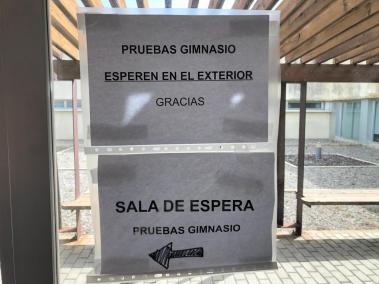 PRUEBAS GIMNASIO
ESPEREN EN EL EXTERIOR
GRACIAS
SALA DE ESPERA
PRUEBAS GIMNASIO